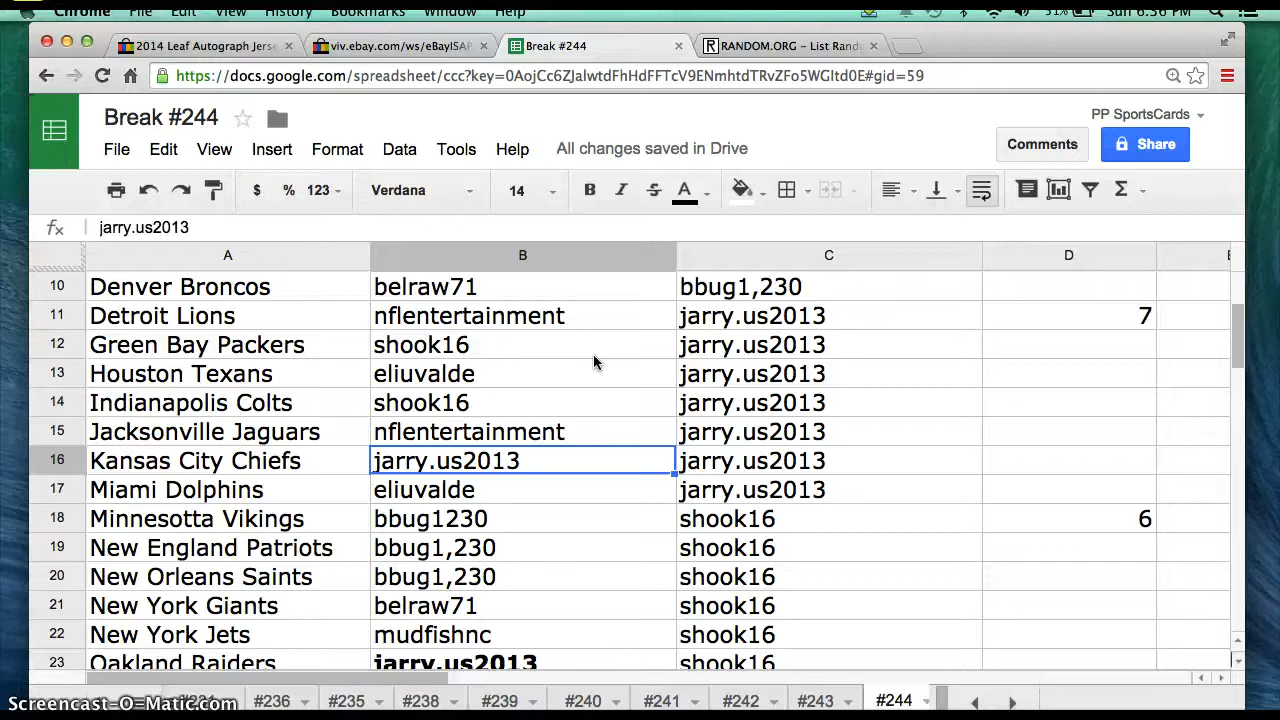 Chrome File Edit View History Bookmarks Window Help 51% Sun 6:36 PM
2014 Leaf Autograph Jerse × viv.ebay.com/ws/eBayISAP × Break #244 × RANDOM.ORG – List Rand ×
https://docs.google.com/spreadsheet/ccc?key=0AojCc6ZJalwtdFhHdFFTcV9ENmhtdTRvZFo5WGltd0E#gid=59
Break #244
PP SportsCards
File Edit View Insert Format Data Tools Help All changes saved in Drive
Comments Share
$ % 123 Verdana 14 B I S A Σ
fx jarry.us2013
A B C D
10 Denver Broncos belraw71 bbug1,230
11 Detroit Lions nflentertainment jarry.us2013 7
12 Green Bay Packers shook16 jarry.us2013
13 Houston Texans eliuvalde jarry.us2013
14 Indianapolis Colts shook16 jarry.us2013
15 Jacksonville Jaguars nflentertainment jarry.us2013
16 Kansas City Chiefs jarry.us2013 jarry.us2013
17 Miami Dolphins eliuvalde jarry.us2013
18 Minnesotta Vikings bbug1230 shook16 6
19 New England Patriots bbug1,230 shook16
20 New Orleans Saints bbug1,230 shook16
21 New York Giants belraw71 shook16
22 New York Jets mudfishnc shook16
23 Oakland Raiders jarry.us2013 shook16
#236 #235 #238 #239 #240 #241 #242 #243 #244
Screencast-O-Matic.com